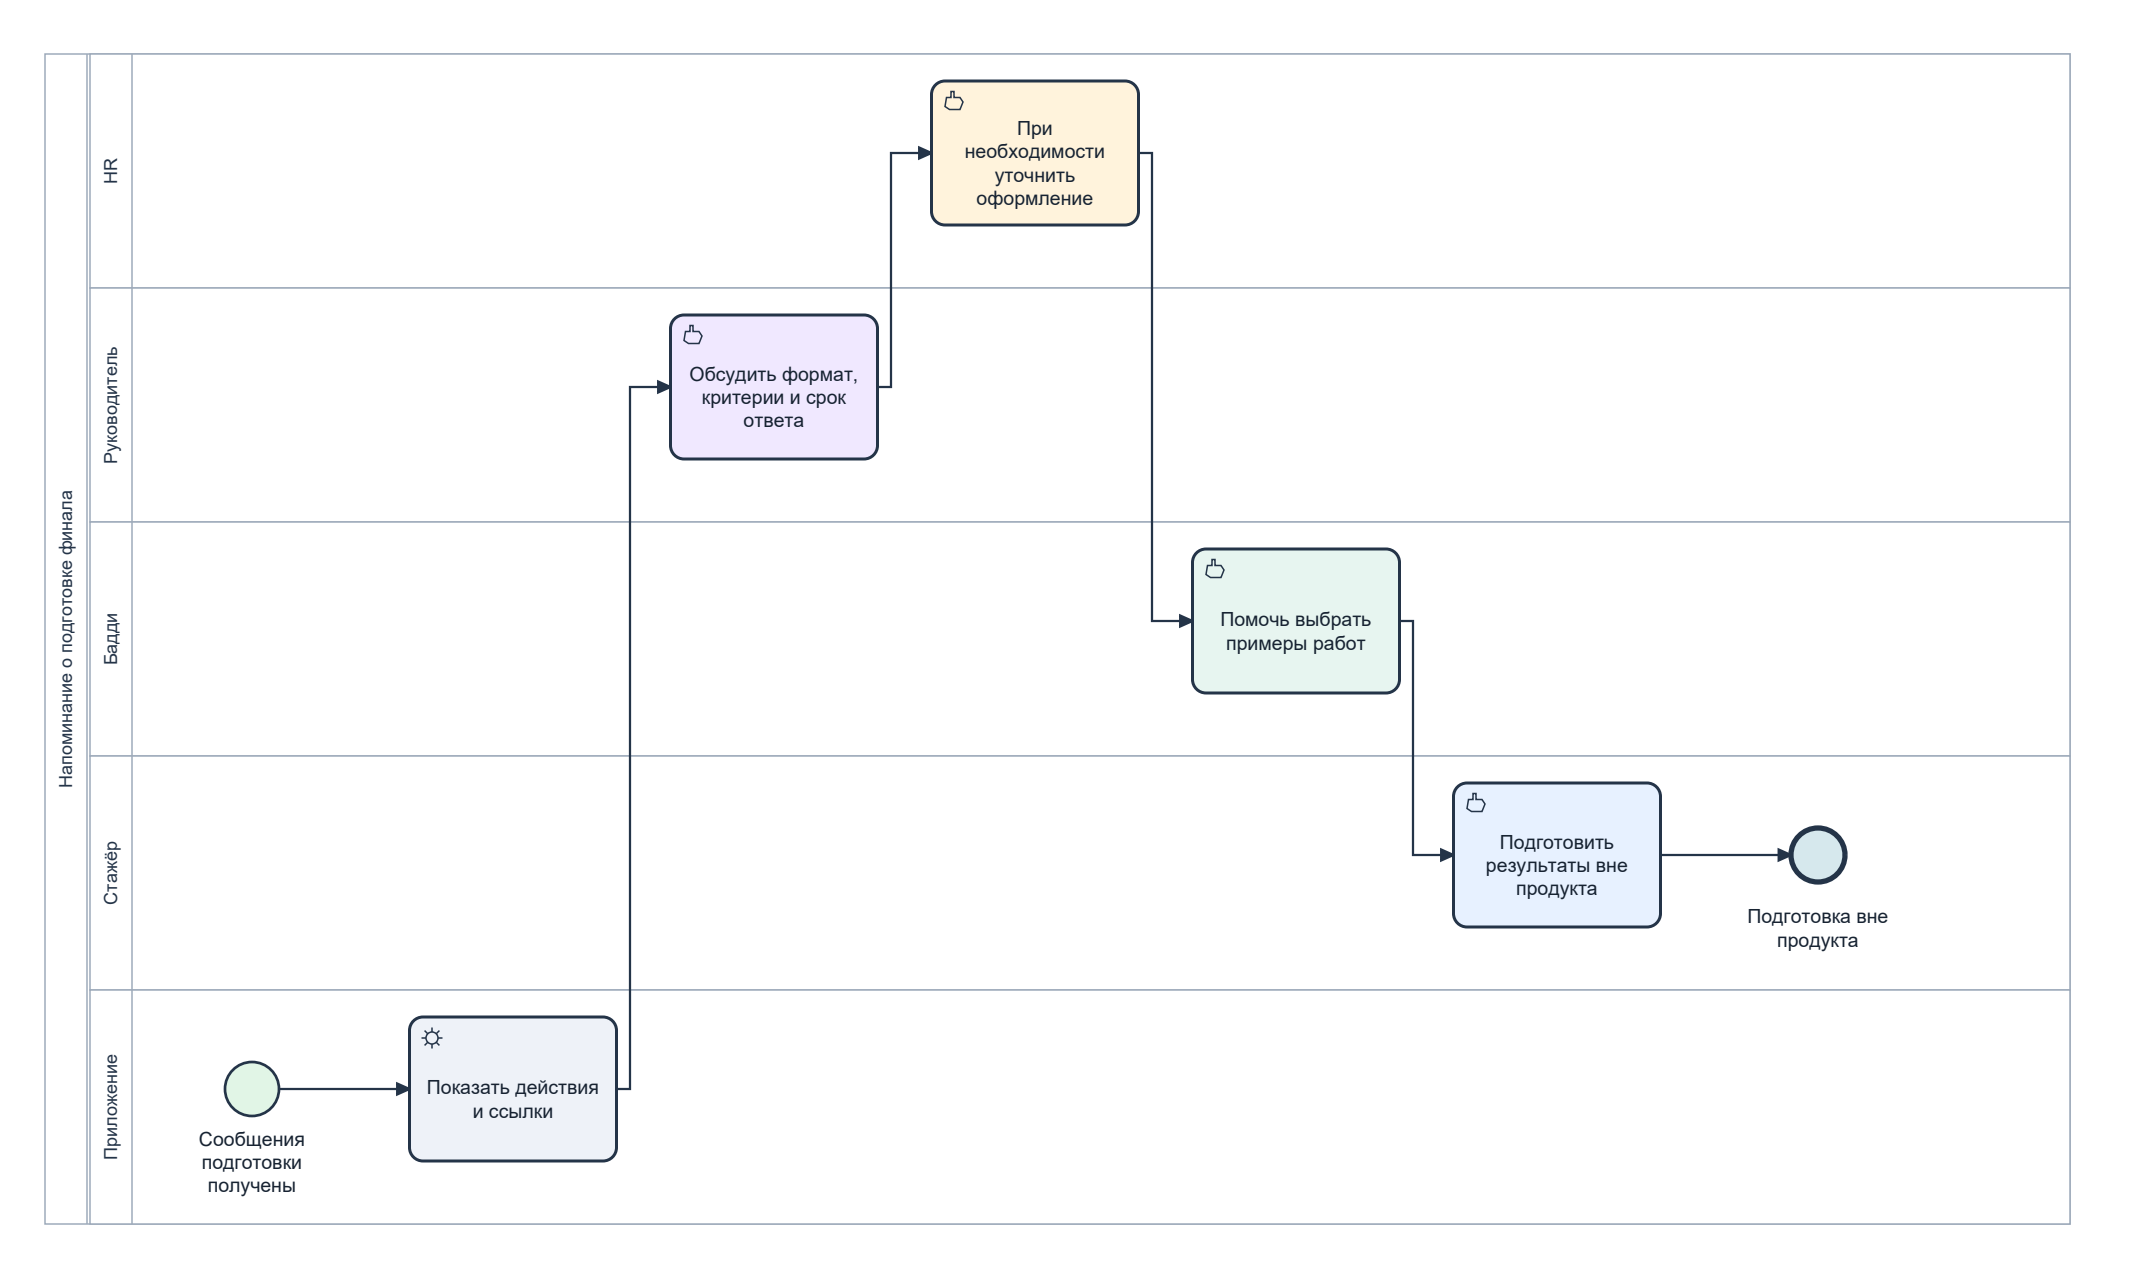 Напоминание о подготовке финала
HR
При
необходимости
уточнить
оформление
Руководитель
Обсудить формат,
критерии и срок
ответа
Бадди
Помочь выбрать
примеры работ
Стажёр
Подготовить
результаты вне
продукта
Подготовка вне
продукта
Приложение
Сообщения
подготовки
получены
Показать действия
и ссылки